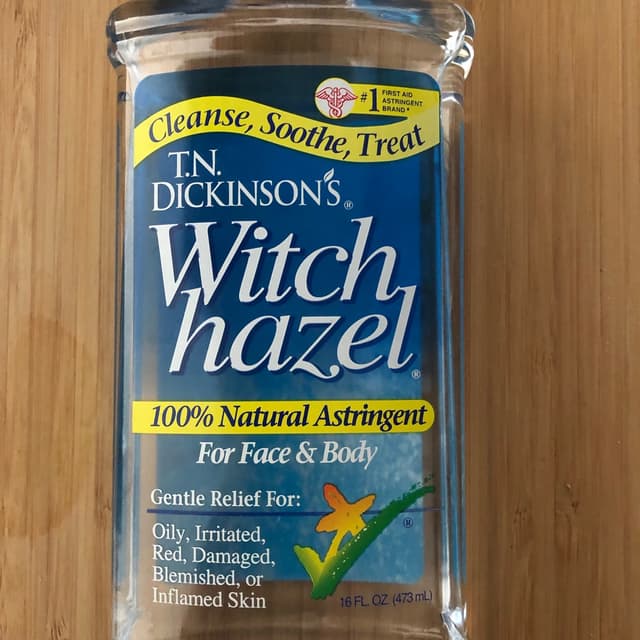 #1 FIRST AID
ASTRINGENT
BRAND*
Cleanse, Soothe, Treat
T.N.
DICKINSON'S®
Witch
hazel®
100% Natural Astringent
For Face & Body
Gentle Relief For:
Oily, Irritated,
Red, Damaged,
Blemished, or
Inflamed Skin
®
16 FL. OZ. (473 mL)